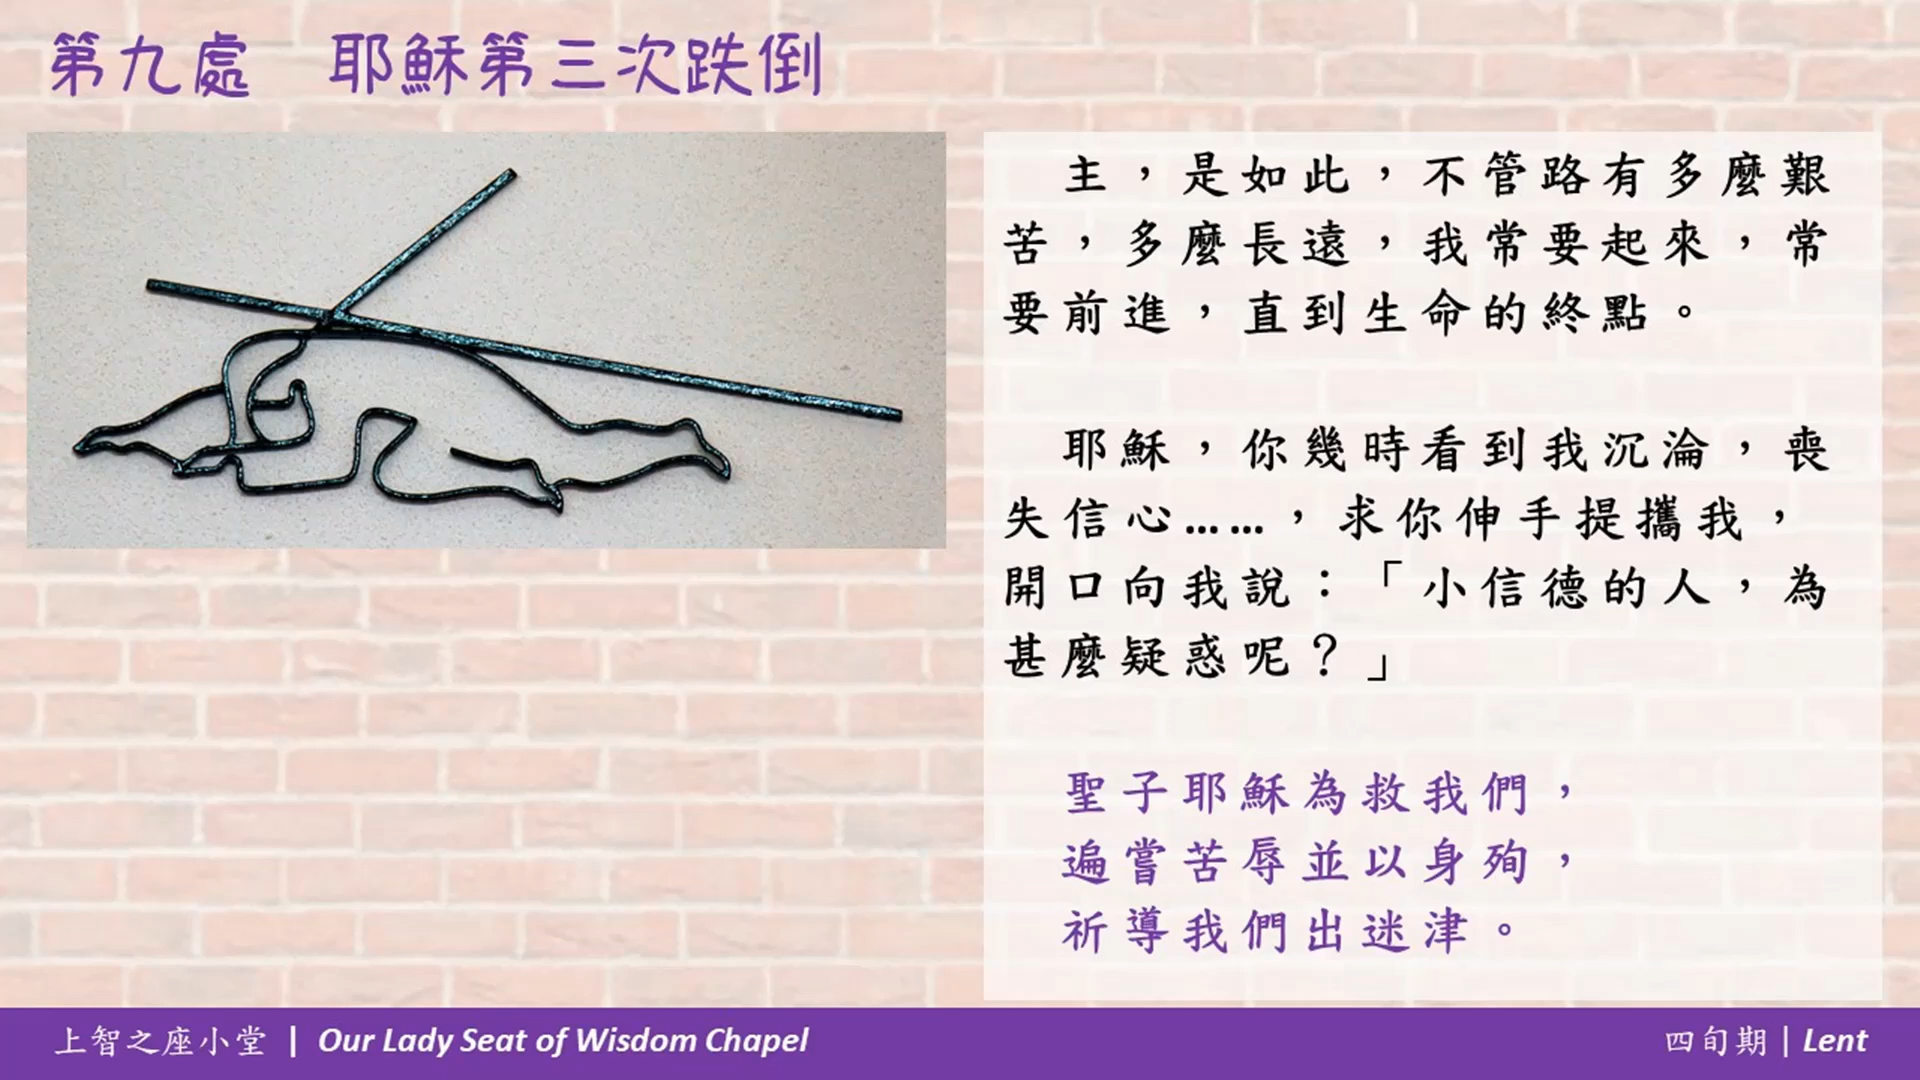 第九處　耶穌第三次跌倒
主，是如此，不管路有多麼艱
苦，多麼長遠，我常要起來，常
要前進，直到生命的終點。
耶穌，你幾時看到我沉淪，喪
失信心……，求你伸手提攜我，
開口向我說：「小信德的人，為
甚麼疑惑呢？」
聖子耶穌為救我們，
遍嘗苦辱並以身殉，
祈導我們出迷津。
上智之座小堂 | Our Lady Seat of Wisdom Chapel
四旬期 | Lent